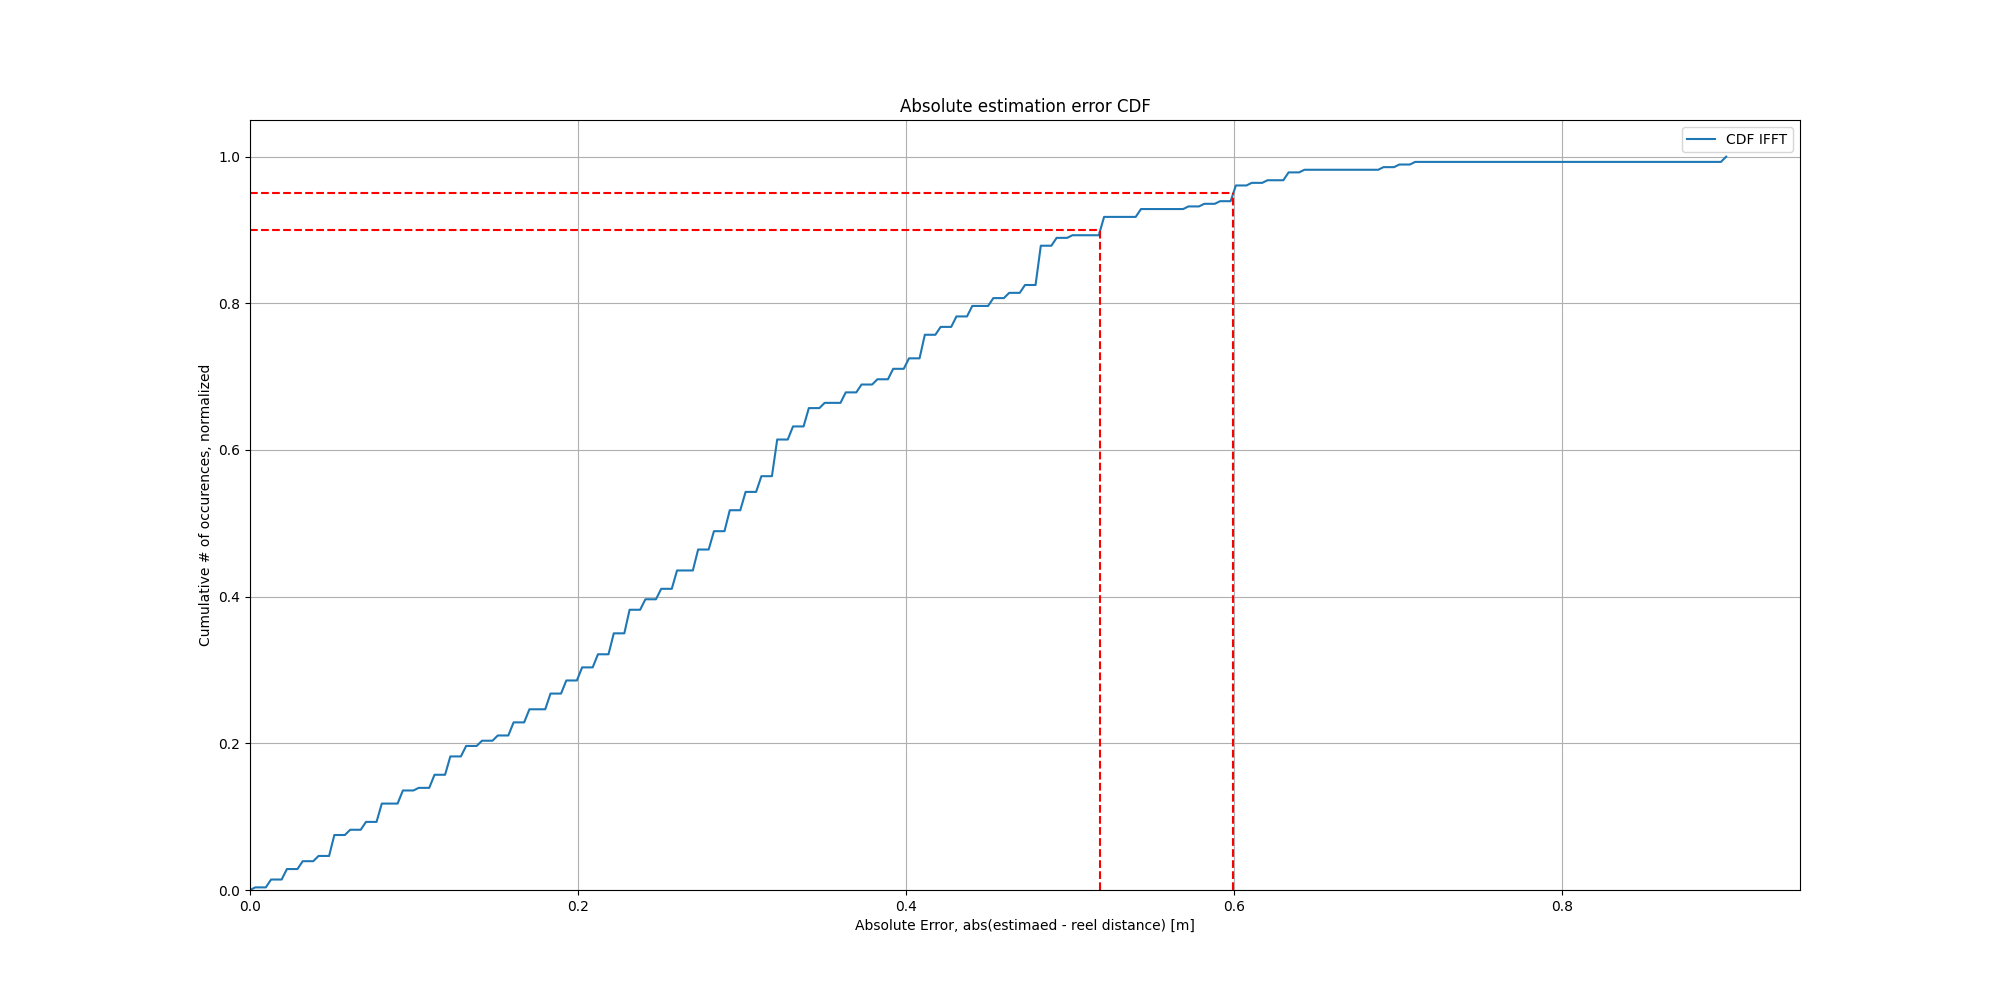 Absolute estimation error CDF
CDF IFFT
1.0
0.8
0.6
0.4
0.2
0.0
Cumulative # of occurences, normalized
0.0 0.2 0.4 0.6 0.8
Absolute Error, abs(estimaed - reel distance) [m]